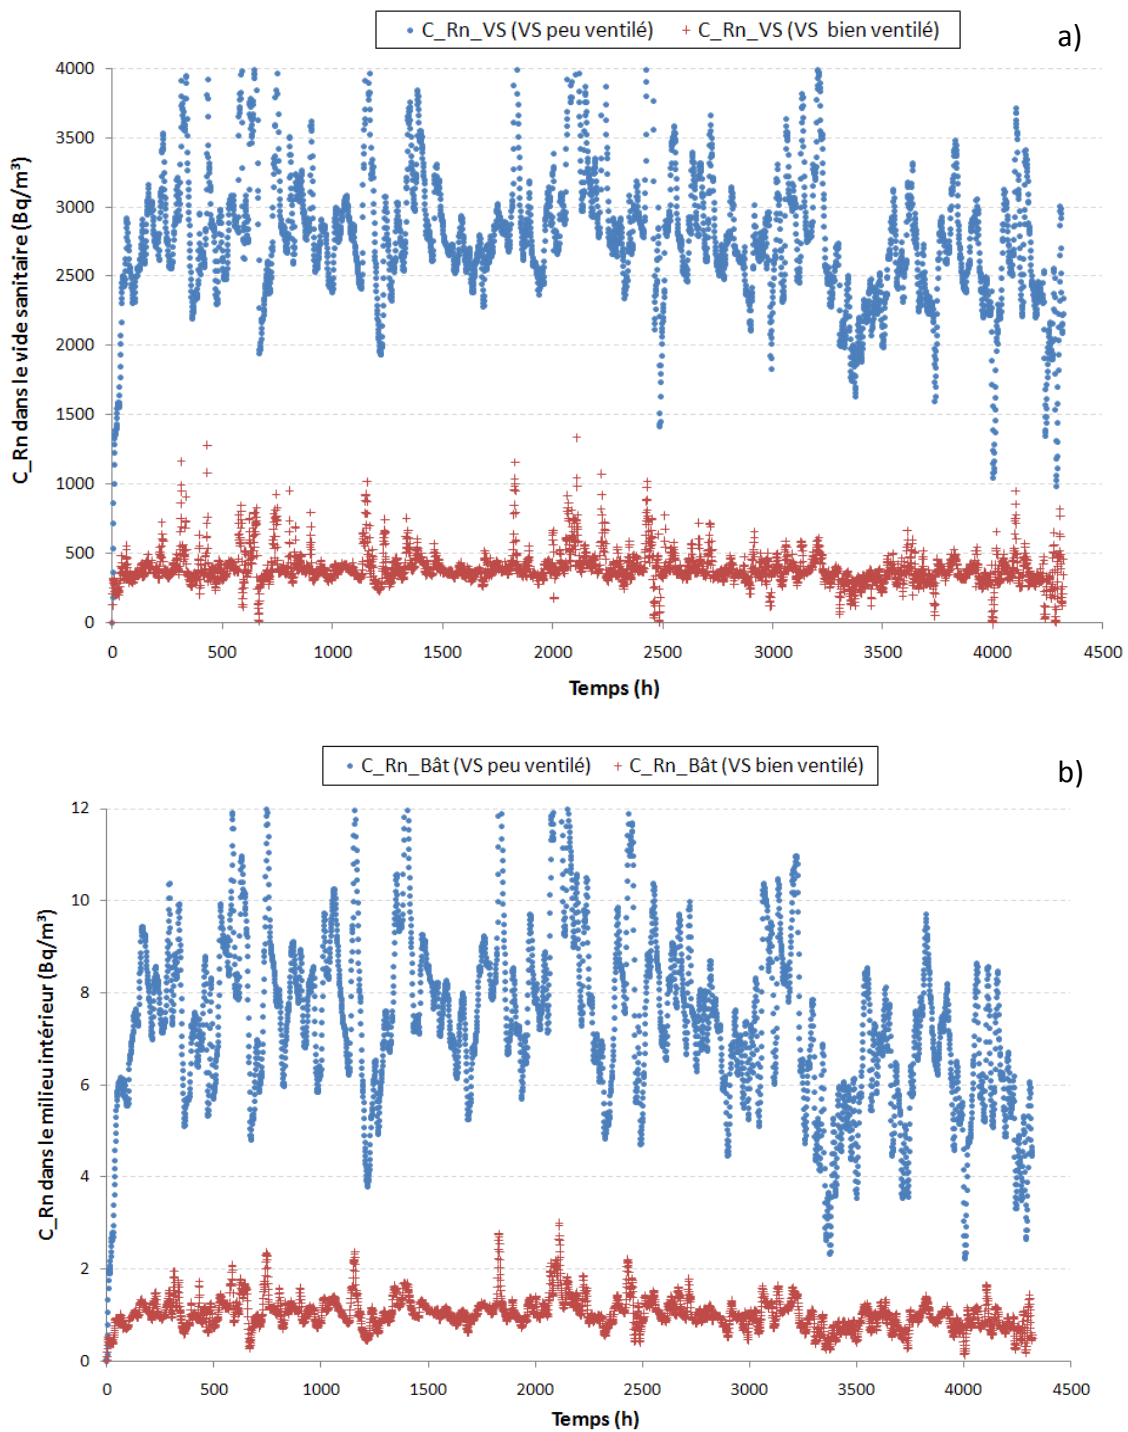 C_Rn_VS (VS peu ventilé) C_Rn_VS (VS bien ventilé)
a)
C_Rn dans le vide sanitaire (Bq/m³)
4000
3500
3000
2500
2000
1500
1000
500
0
0 500 1000 1500 2000 2500 3000 3500 4000 4500
Temps (h)
C_Rn_Bât (VS peu ventilé) C_Rn_Bât (VS bien ventilé)
b)
C_Rn dans le milieu intérieur (Bq/m³)
12
10
8
6
4
2
0
0 500 1000 1500 2000 2500 3000 3500 4000 4500
Temps (h)